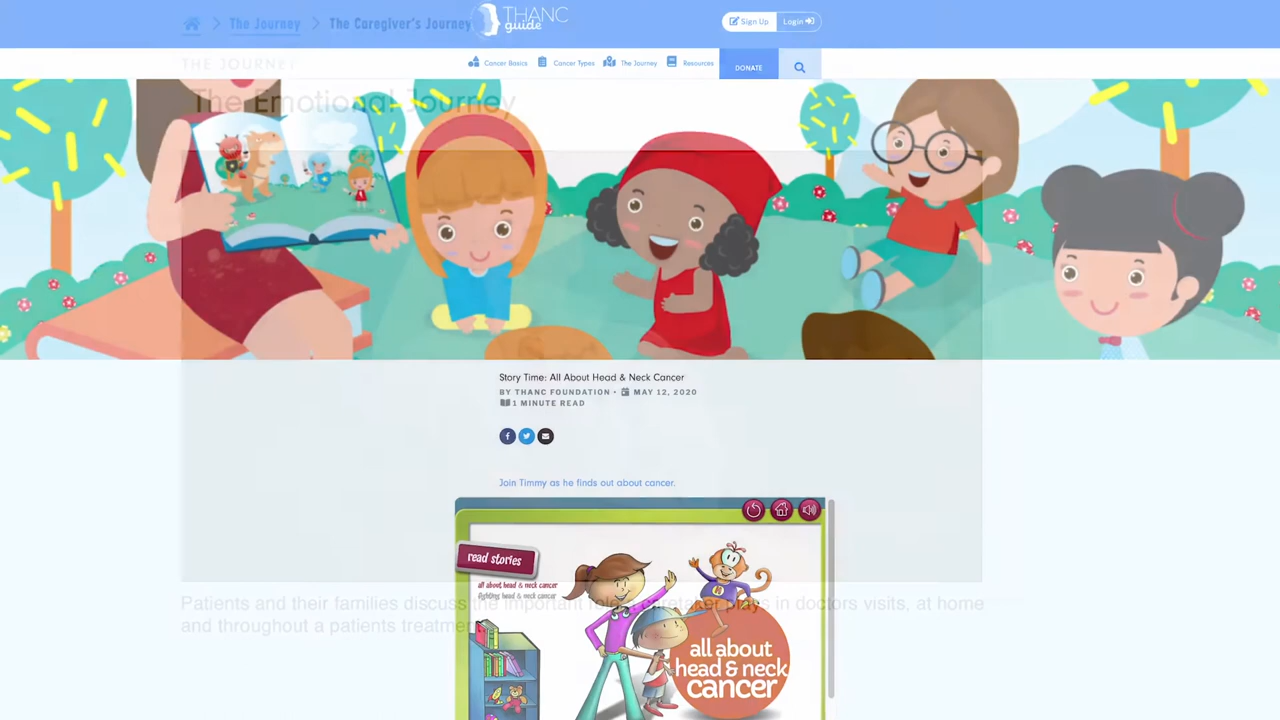 The Journey
The Caregiver's Journey
THANC
guide
Sign Up
Login
THE JOURNEY
Cancer Basics
Cancer Types
The Journey
Resources
DONATE
The Emotional Journey
Story Time: All About Head & Neck Cancer
BY THANC FOUNDATION • MAY 12, 2020
1 MINUTE READ
Join Timmy as he finds out about cancer.
read stories
all about head & neck cancer
fighting head & neck cancer
Patients and their families discuss the important role a caretaker plays in doctors visits, at home
and throughout a patients treatment
all about
head & neck
cancer